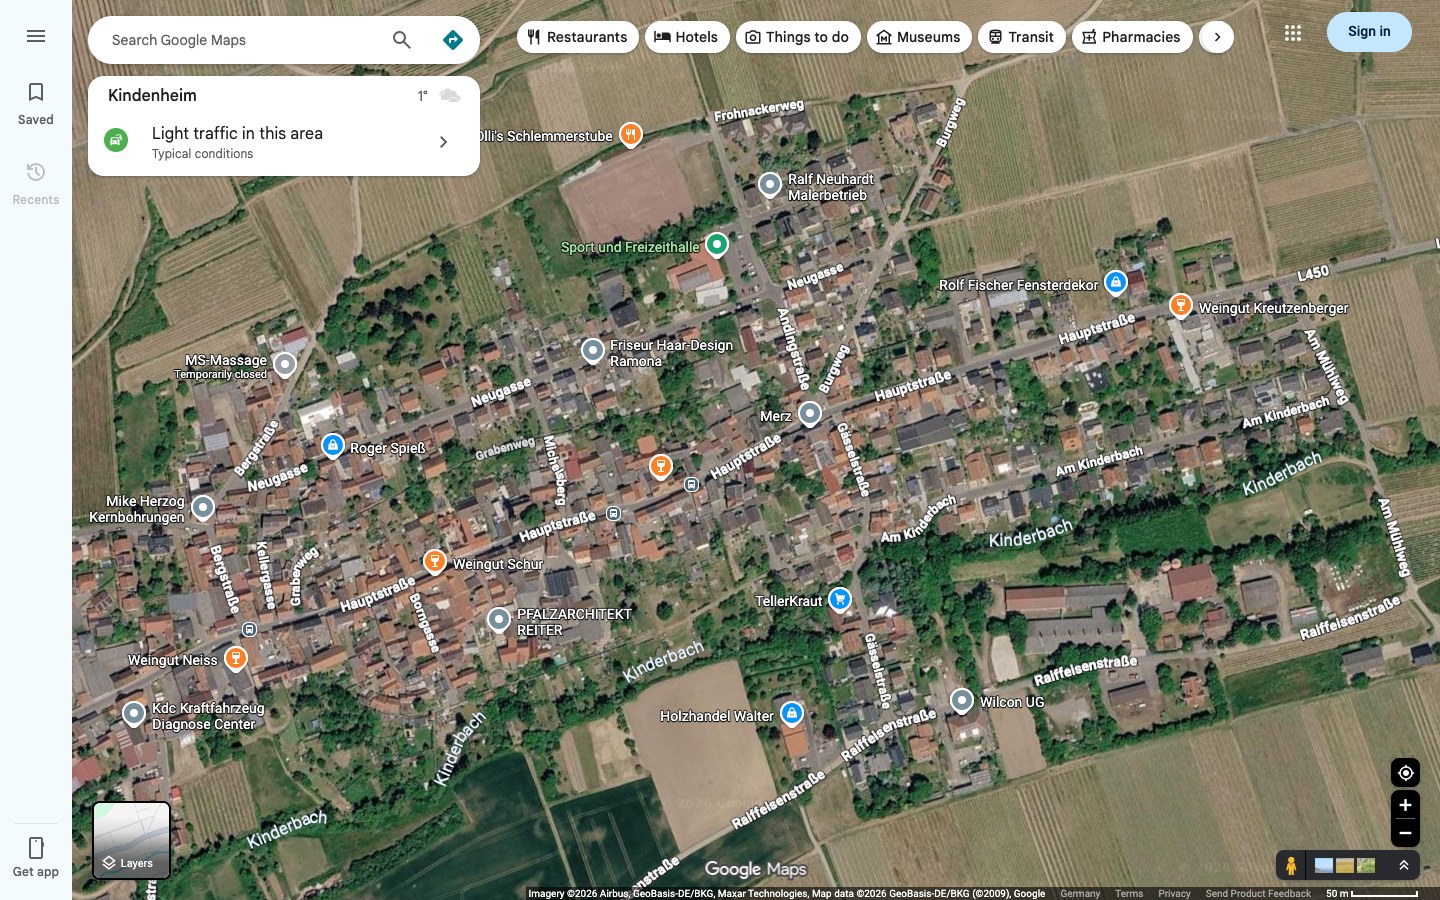 Search Google Maps
Restaurants
Hotels
Things to do
Museums
Transit
Pharmacies
Sign in
Saved
Recents
Kindenheim
1°
Light traffic in this area
Typical conditions
Frohnackerweg
Burgweg
Olli's Schlemmerstube
Ralf Neuhardt
Malerbetrieb
Sport und Freizeithalle
Neugasse
L450
Rolf Fischer Fensterdekor
Weingut Kreutzenberger
Hauptstraße
Andingstraße
Friseur Haar-Design
Ramona
MS-Massage
Temporarily closed
Burgweg
Am Mühlweg
Neugasse
Hauptstraße
Merz
Am Kinderbach
Bergstraße
Roger Spieß
Grabenweg
Michelsberg
Hauptstraße
Gässelstraße
Am Kinderbach
Kinderbach
Neugasse
Mike Herzog
Kernbohrungen
Hauptstraße
Am Kinderbach
Kinderbach
Am Mühlweg
Bergstraße
Kellergasse
Graberweg
Weingut Schur
Hauptstraße
Borngasse
PFALZARCHITEKT
REITER
TellerKraut
Raiffeisenstraße
Weingut Neiss
Kinderbach
Gässelstraße
Raiffeisenstraße
Kdc Kraftfahrzeug
Diagnose Center
Holzhandel Walter
Wilcon UG
Raiffeisenstraße
Kinderbach
Raiffeisenstraße
Kinderbach
Layers
Get app
Google Maps
Imagery ©2026 Airbus, GeoBasis-DE/BKG, Maxar Technologies, Map data ©2026 GeoBasis-DE/BKG (©2009), Google
Germany
Terms
Privacy
Send Product Feedback
50 m